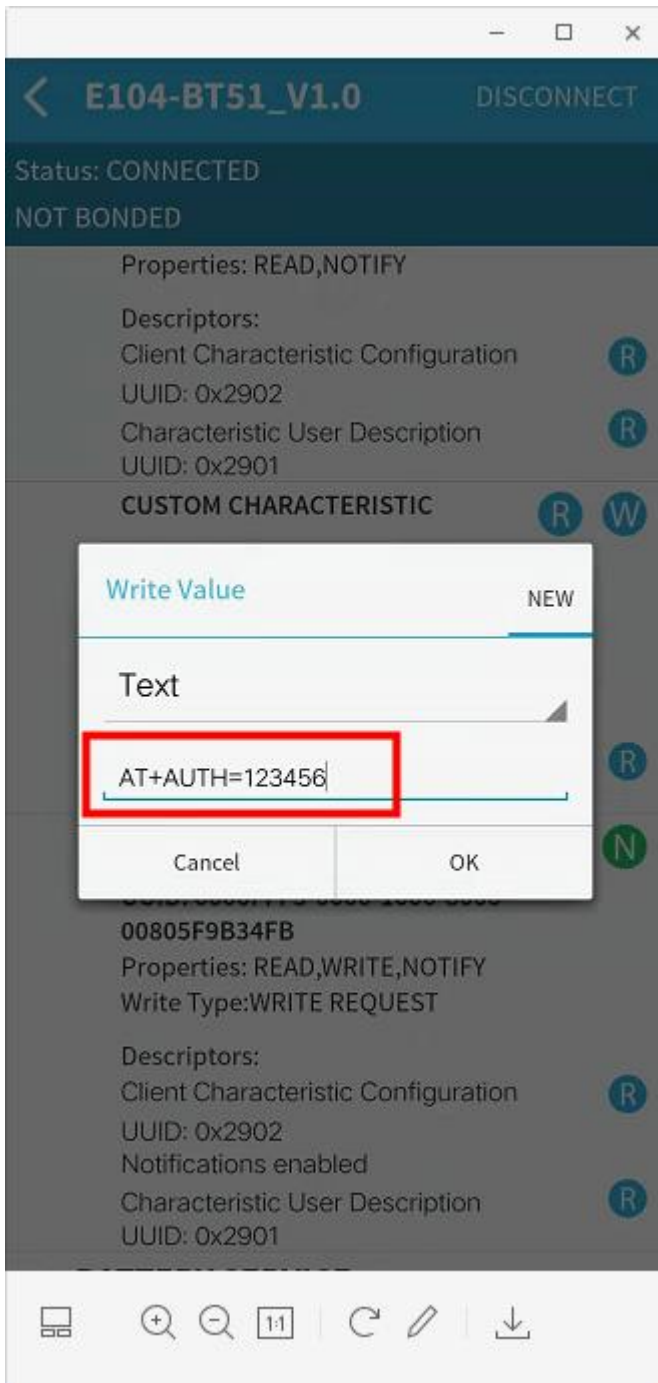 E104-BT51_V1.0 DISCONNECT
Status: CONNECTED
NOT BONDED
Properties: READ,NOTIFY
Descriptors:
Client Characteristic Configuration R
UUID: 0x2902
Characteristic User Description R
UUID: 0x2901
CUSTOM CHARACTERISTIC R W
Write Value NEW
Text
AT+AUTH=123456
R
Cancel OK
N
00805F9B34FB
Properties: READ,WRITE,NOTIFY
Write Type:WRITE REQUEST
Descriptors:
Client Characteristic Configuration R
UUID: 0x2902
Notifications enabled
Characteristic User Description R
UUID: 0x2901
1:1